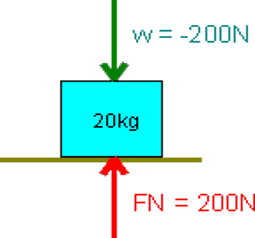 w = -200N
20kg
FN = 200N